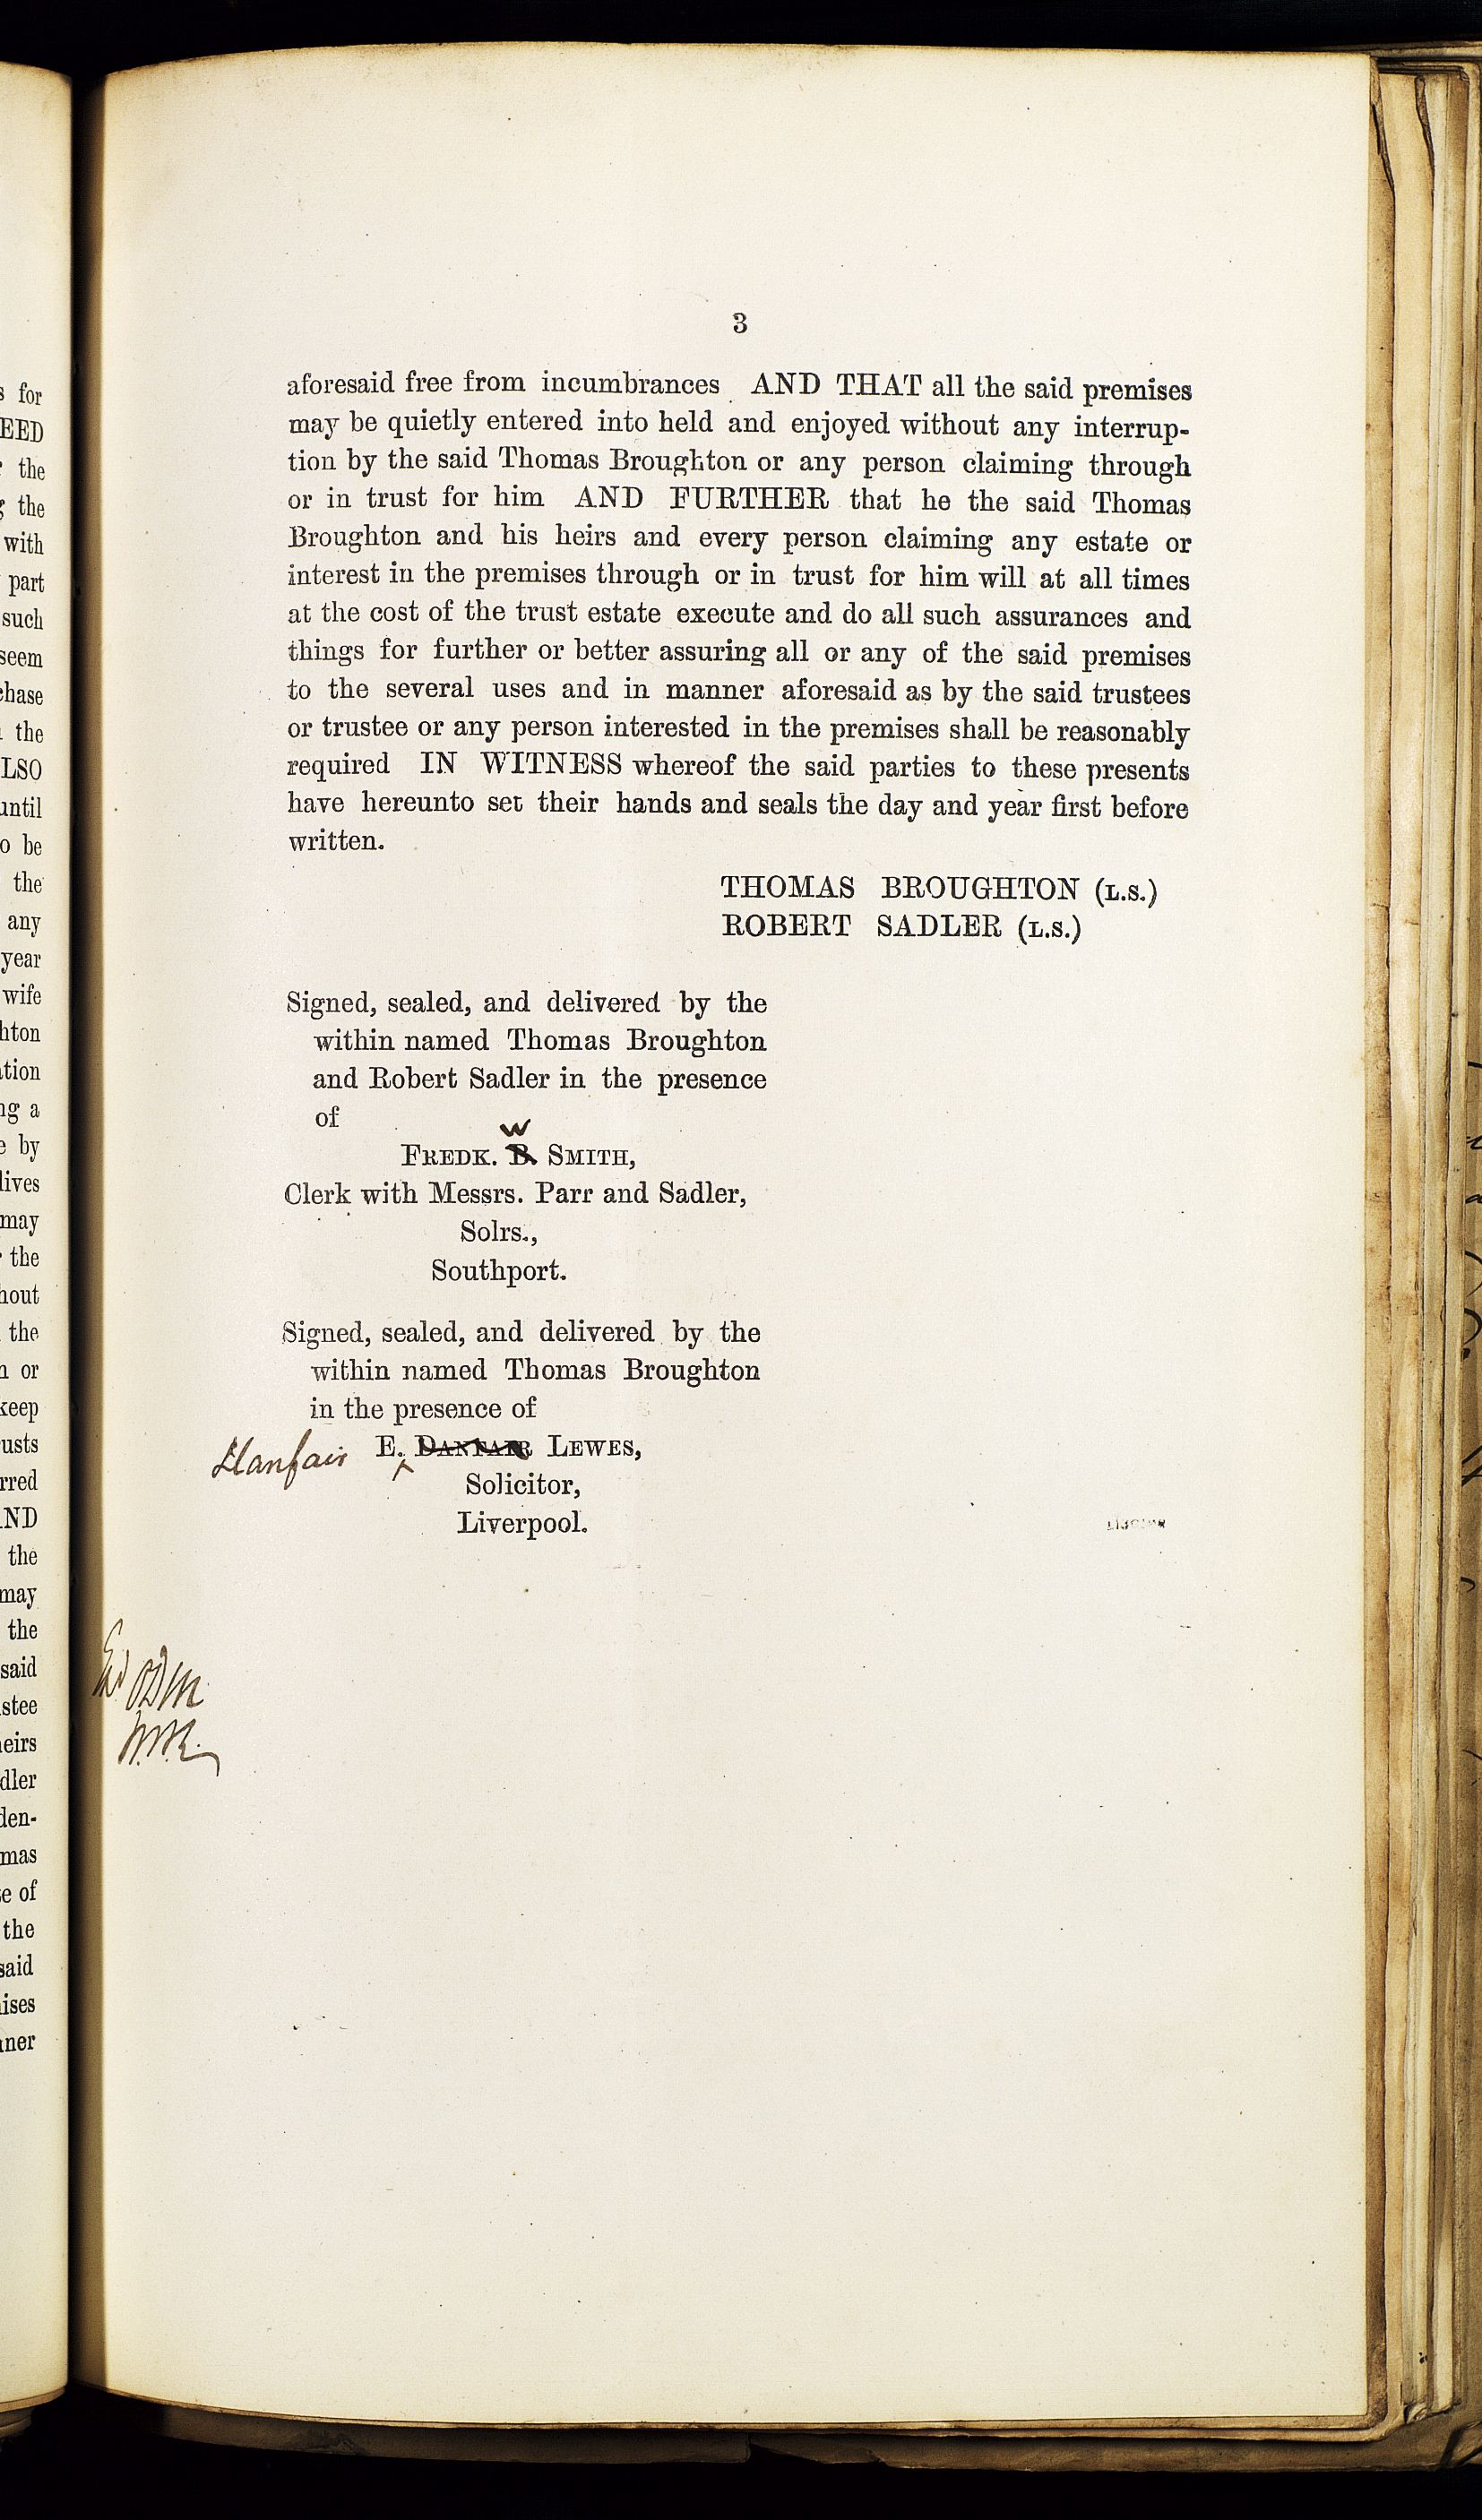 3
aforesaid free from incumbrances AND THAT all the said premises
may be quietly entered into held and enjoyed without any interrup-
tion by the said Thomas Broughton or any person claiming through
or in trust for him AND FURTHER that he the said Thomas
Broughton and his heirs and every person claiming any estate or
interest in the premises through or in trust for him will at all times
at the cost of the trust estate execute and do all such assurances and
things for further or better assuring all or any of the said premises
to the several uses and in manner aforesaid as by the said trustees
or trustee or any person interested in the premises shall be reasonably
required IN WITNESS whereof the said parties to these presents
have hereunto set their hands and seals the day and year first before
written.
THOMAS BROUGHTON (L.S.)
ROBERT SADLER (L.S.)
Signed, sealed, and delivered by the
within named Thomas Broughton
and Robert Sadler in the presence
of
W
FREDK. B. SMITH,
Clerk with Messrs. Parr and Sadler,
Solrs.,
Southport.
Signed, sealed, and delivered by the
within named Thomas Broughton
in the presence of
Llanfair E. DANFAIR LEWES,
Solicitor,
Liverpool.